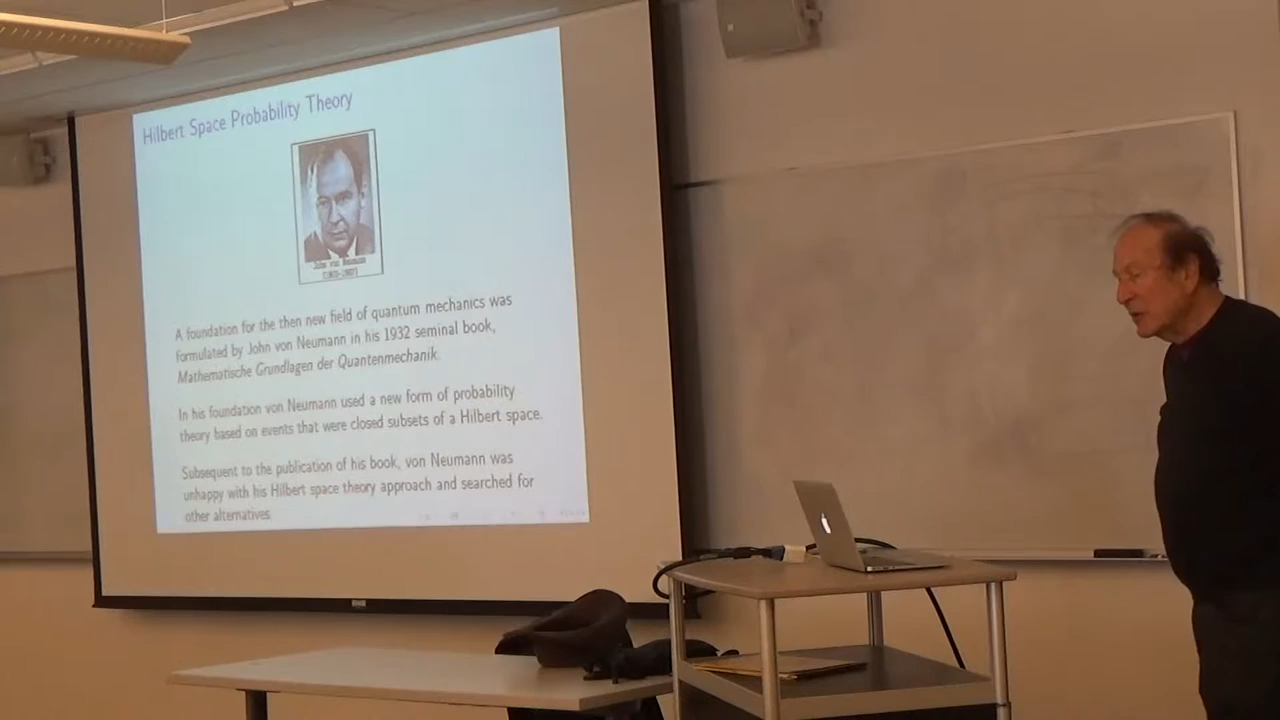 Hilbert Space Probability Theory
John von Neumann
A foundation for the then new field of quantum mechanics was
formulated by John von Neumann in his 1932 seminal book,
Mathematische Grundlagen der Quantenmechanik.
In his foundation von Neumann used a new form of probability
theory based on events that were closed subsets of a Hilbert space.
Subsequent to the publication of his book, von Neumann was
unhappy with his Hilbert space theory approach and searched for
other alternatives.